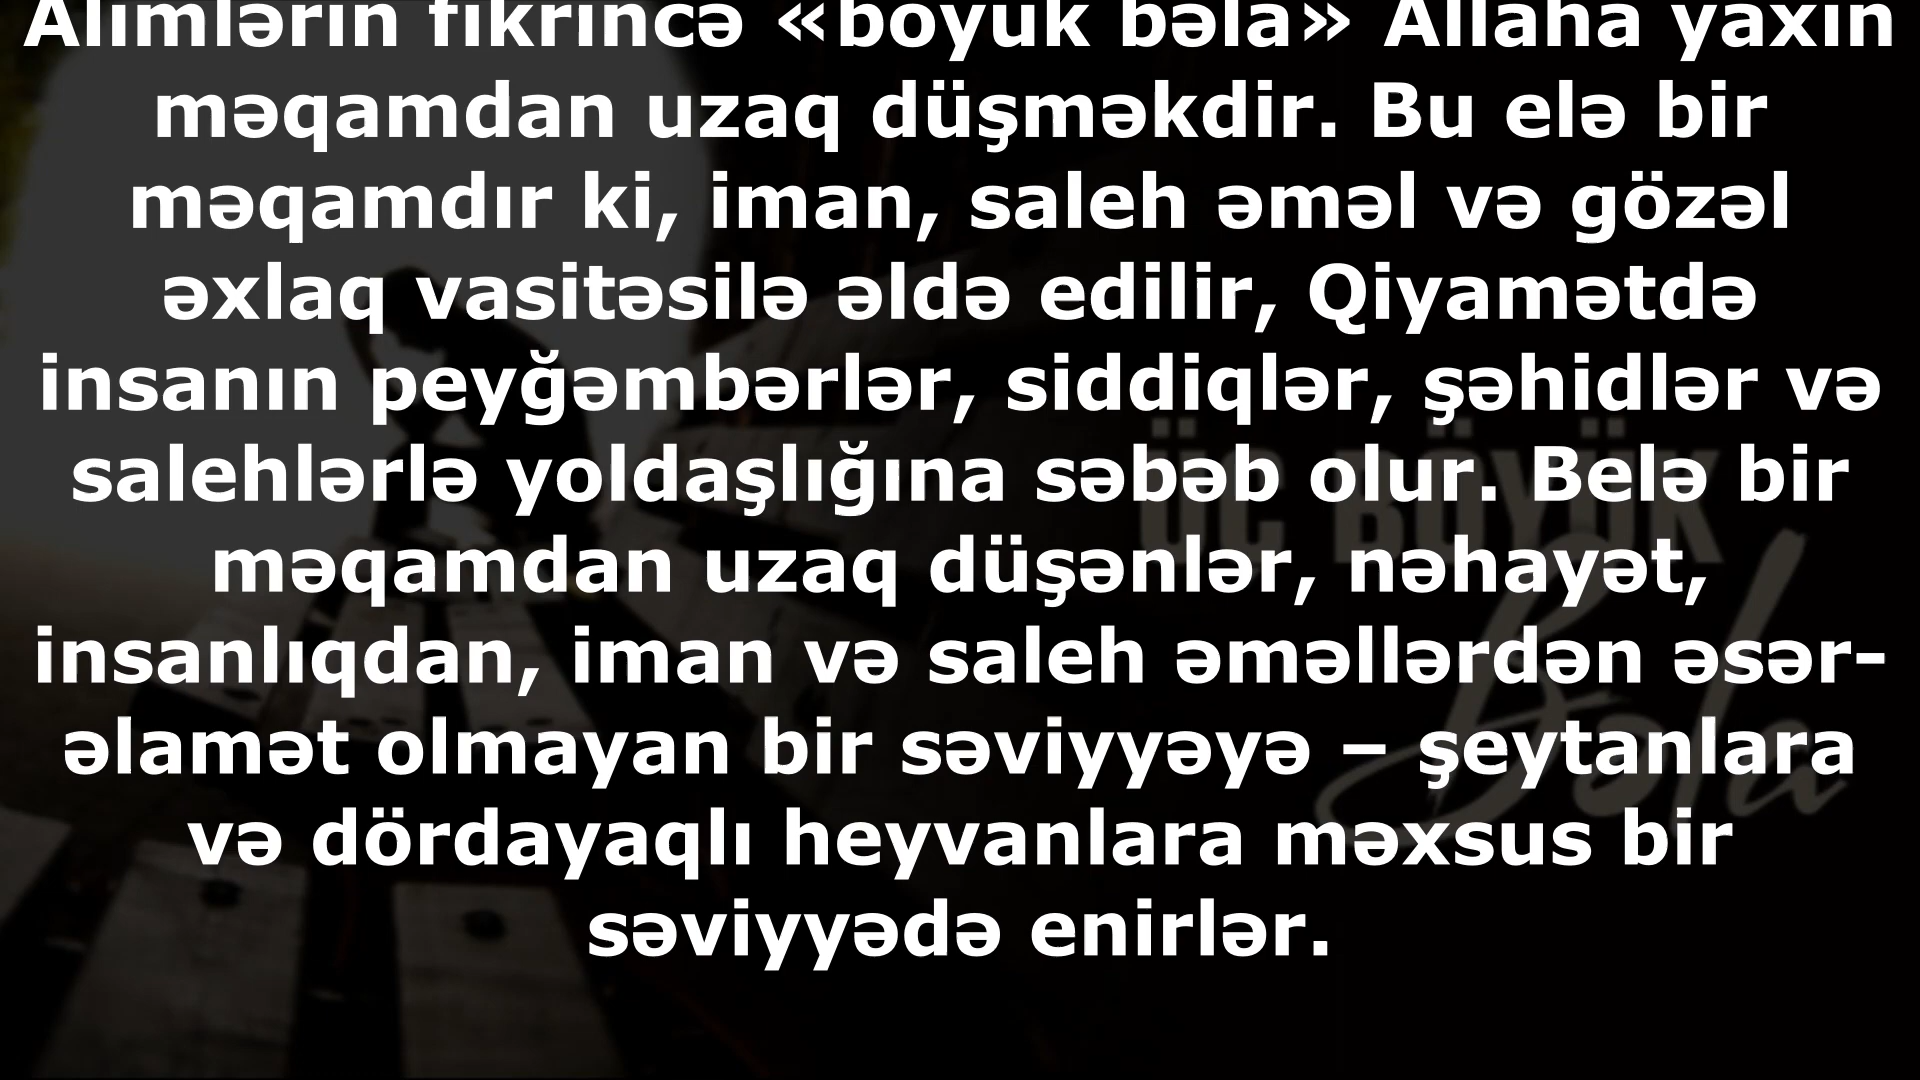 Alimlərin fikrincə «böyük bəla» Allaha yaxın
məqamdan uzaq düşməkdir. Bu elə bir
məqamdır ki, iman, saleh əməl və gözəl
əxlaq vasitəsilə əldə edilir, Qiyamətdə
insanın peyğəmbərlər, siddiqlər, şəhidlər və
salehlərlə yoldaşlığına səbəb olur. Belə bir
məqamdan uzaq düşənlər, nəhayət,
insanlıqdan, iman və saleh əməllərdən əsər-
əlamət olmayan bir səviyyəyə – şeytanlara
və dördayaqlı heyvanlara məxsus bir
səviyyədə enirlər.
ÜÇ BÖYÜK
Bəla